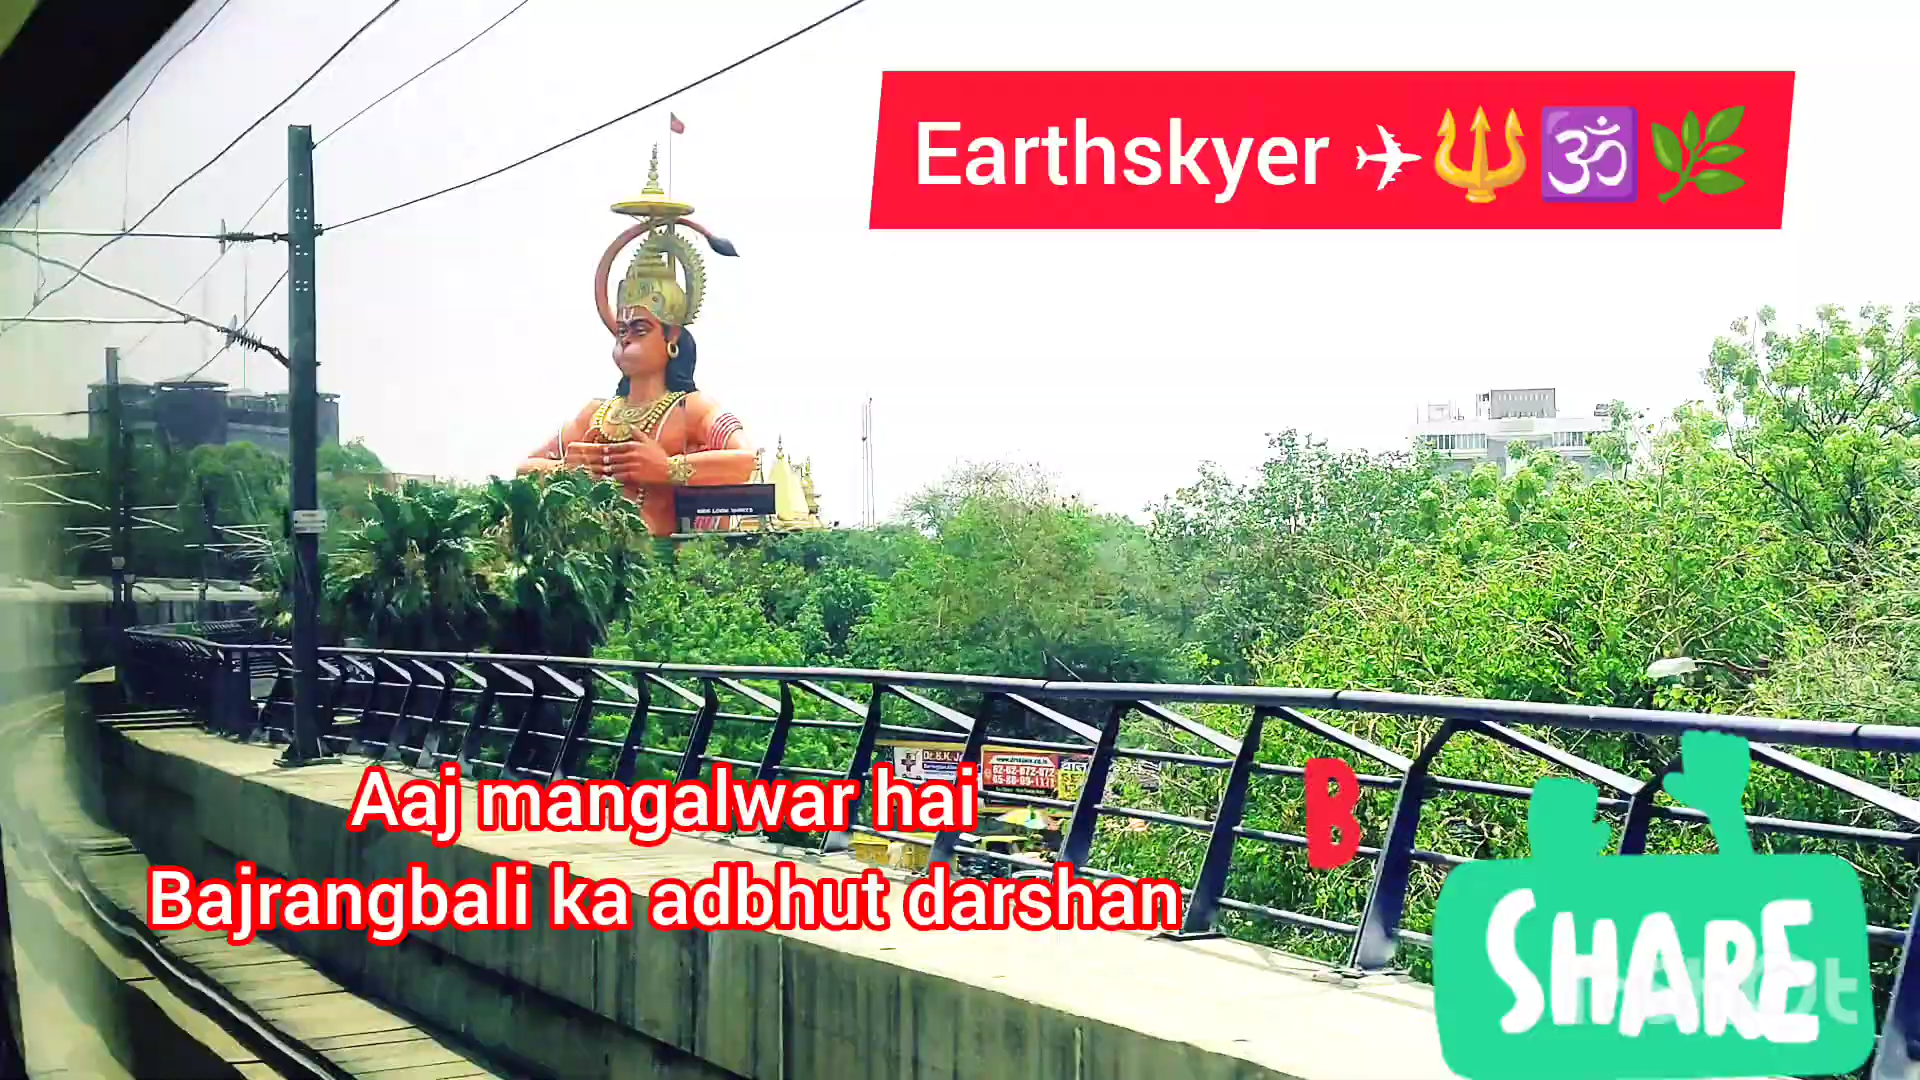 Earthskyer ✈🔱🕉🌿
Aaj mangalwar hai
Bajrangbali ka adbhut darshan
B
SHARE